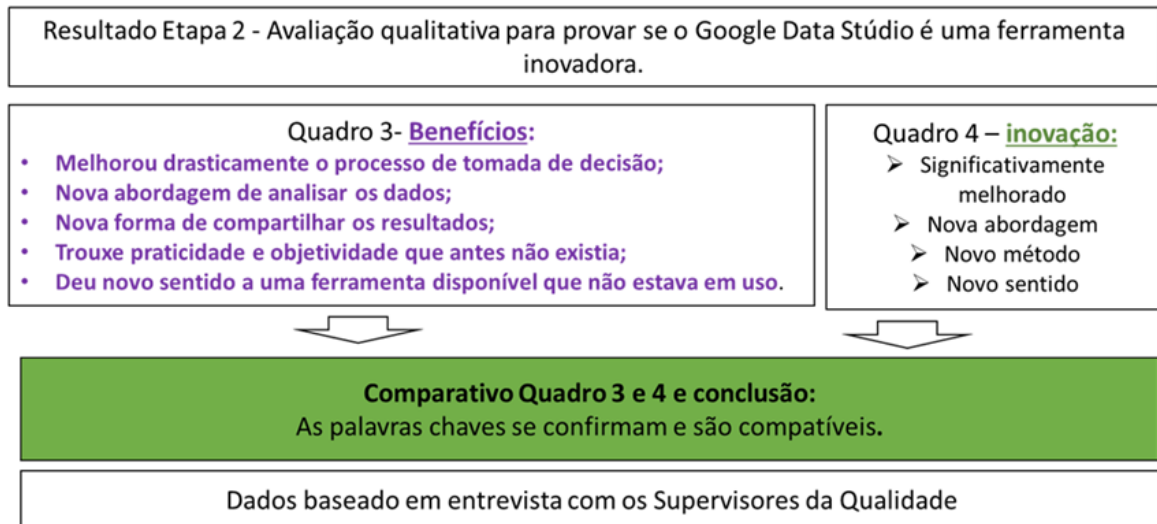 Resultado Etapa 2 - Avaliação qualitativa para provar se o Google Data Stúdio é uma ferramenta
inovadora.
Quadro 3- Benefícios:
• Melhorou drasticamente o processo de tomada de decisão;
• Nova abordagem de analisar os dados;
• Nova forma de compartilhar os resultados;
• Trouxe praticidade e objetividade que antes não existia;
• Deu novo sentido a uma ferramenta disponível que não estava em uso.
Quadro 4 – inovação:
➢ Significativamente
melhorado
➢ Nova abordagem
➢ Novo método
➢ Novo sentido
Comparativo Quadro 3 e 4 e conclusão:
As palavras chaves se confirmam e são compatíveis.
Dados baseado em entrevista com os Supervisores da Qualidade